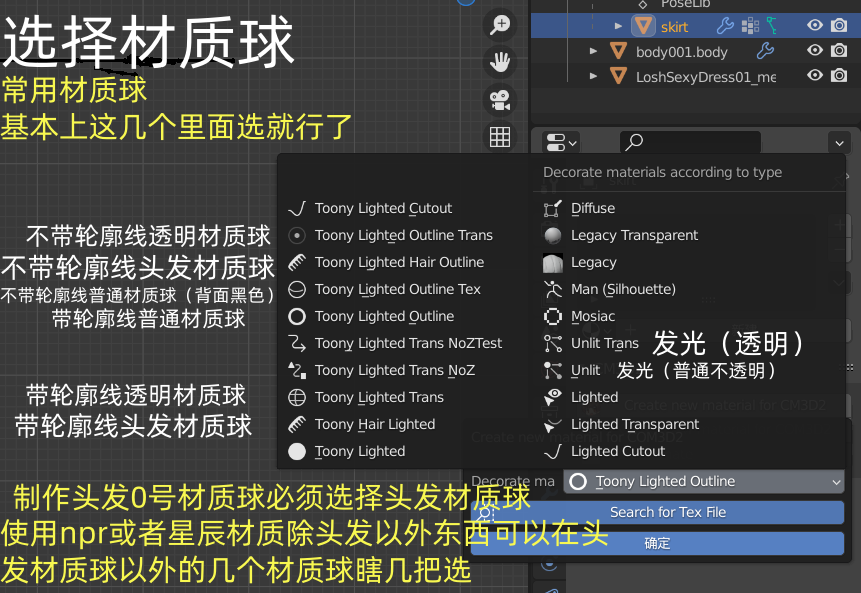 选择材质球
常用材质球
基本上这几个里面选就行了
PoseLib
skirt
body001.body
LoshSexyDress01_me
Decorate materials according to type
Toony Lighted Cutout
Toony Lighted Outline Trans
Toony Lighted Hair Outline
Toony Lighted Outline Tex
Toony Lighted Outline
Toony Lighted Trans NoZTest
Toony Lighted Trans NoZ
Toony Lighted Trans
Toony Hair Lighted
Toony Lighted
Diffuse
Legacy Transparent
Legacy
Man (Silhouette)
Mosiac
Unlit Trans
Unlit
Lighted
Lighted Transparent
Lighted Cutout
不带轮廓线透明材质球
不带轮廓线头发材质球
不带轮廓线普通材质球（背面黑色）
带轮廓线普通材质球
带轮廓线透明材质球
带轮廓线头发材质球
发光（透明）
发光（普通不透明）
Create new material for COM3D2
Decorate ma
Toony Lighted Outline
Search for Tex File
确定
制作头发0号材质球必须选择头发材质球
使用npr或者星辰材质除头发以外东西可以在头
发材质球以外的几个材质球瞎几把选